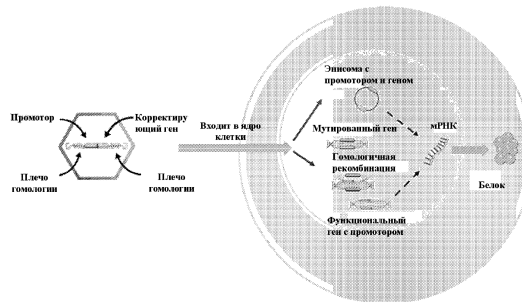 Промотор
Корректиру
ющий ген
Плечо
гомологии
Плечо
гомологии
Входит в ядро
клетки
Эписома с
промотором и геном
Мутированный ген
Гомологичная
рекомбинация
Функциональный
ген с промотором
мРНК
Белок